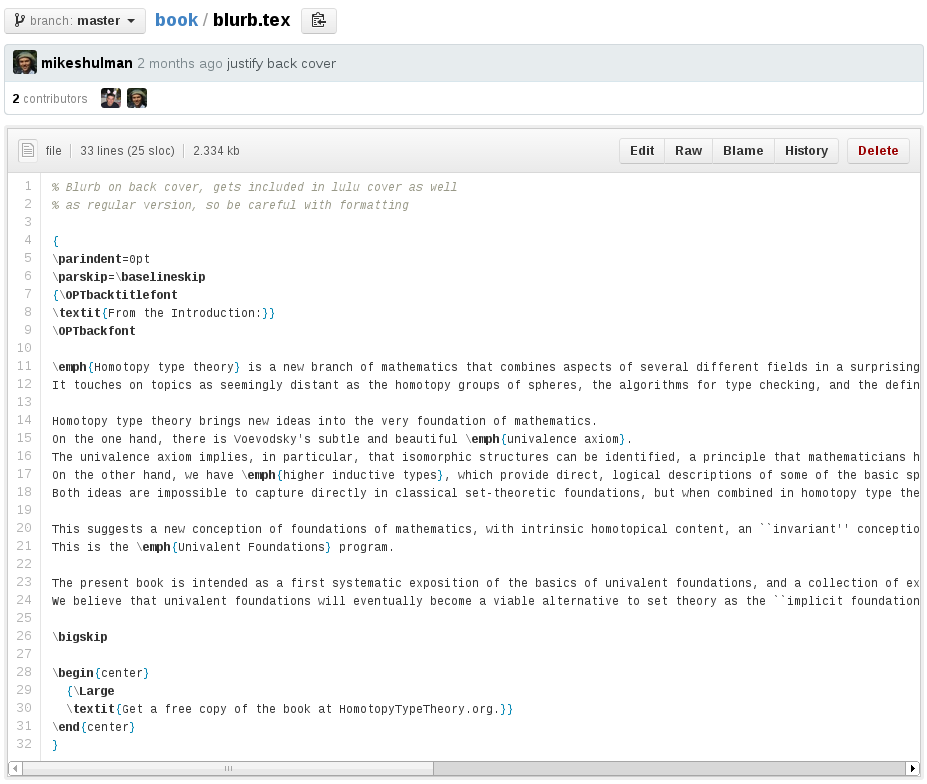 branch: master
book / blurb.tex
mikeshulman 2 months ago justify back cover
2 contributors
file | 33 lines (25 sloc) | 2.334 kb Edit Raw Blame History Delete
1 % Blurb on back cover, gets included in lulu cover as well
2 % as regular version, so be careful with formatting
3
4 {
5 \parindent=0pt
6 \parskip=\baselineskip
7 {\OPTbacktitlefont
8 \textit{From the Introduction:}}
9 \OPTbackfont
10
11 \emph{Homotopy type theory} is a new branch of mathematics that combines aspects of several different fields in a surprising
12 It touches on topics as seemingly distant as the homotopy groups of spheres, the algorithms for type checking, and the defin
13
14 Homotopy type theory brings new ideas into the very foundation of mathematics.
15 On the one hand, there is Voevodsky's subtle and beautiful \emph{univalence axiom}.
16 The univalence axiom implies, in particular, that isomorphic structures can be identified, a principle that mathematicians h
17 On the other hand, we have \emph{higher inductive types}, which provide direct, logical descriptions of some of the basic sp
18 Both ideas are impossible to capture directly in classical set-theoretic foundations, but when combined in homotopy type the
19
20 This suggests a new conception of foundations of mathematics, with intrinsic homotopical content, an ``invariant'' conceptio
21 This is the \emph{Univalent Foundations} program.
22
23 The present book is intended as a first systematic exposition of the basics of univalent foundations, and a collection of ex
24 We believe that univalent foundations will eventually become a viable alternative to set theory as the ``implicit foundation
25
26 \bigskip
27
28 \begin{center}
29 {\Large
30 \textit{Get a free copy of the book at HomotopyTypeTheory.org.}}
31 \end{center}
32 }